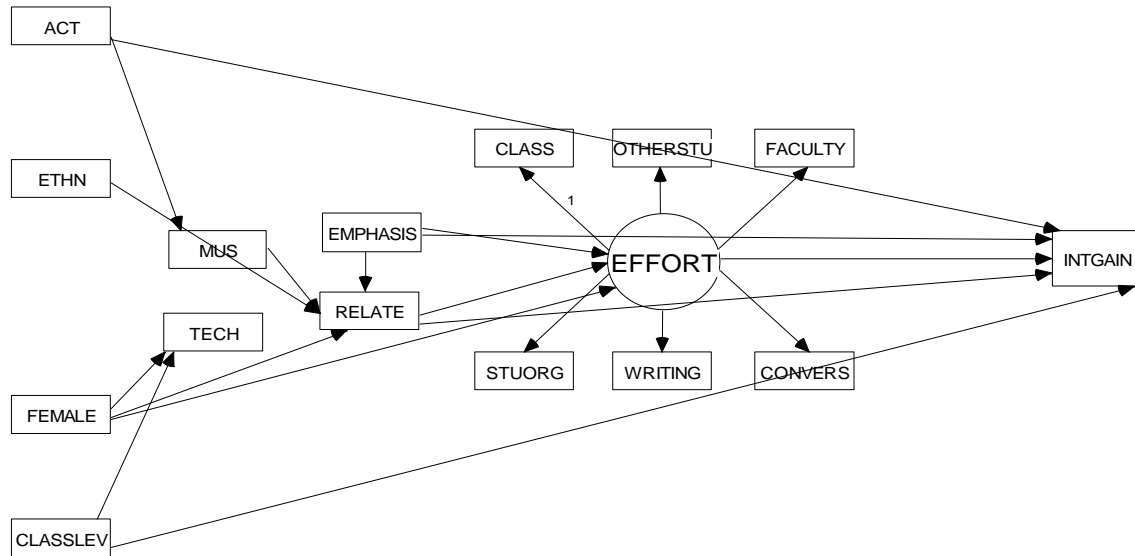 ACT
CLASS
OTHERSTU
FACULTY
ETHN
1
MUS
EMPHASIS
EFFORT
INTGAIN
RELATE
TECH
STUORG
WRITING
CONVERS
FEMALE
CLASSLEV